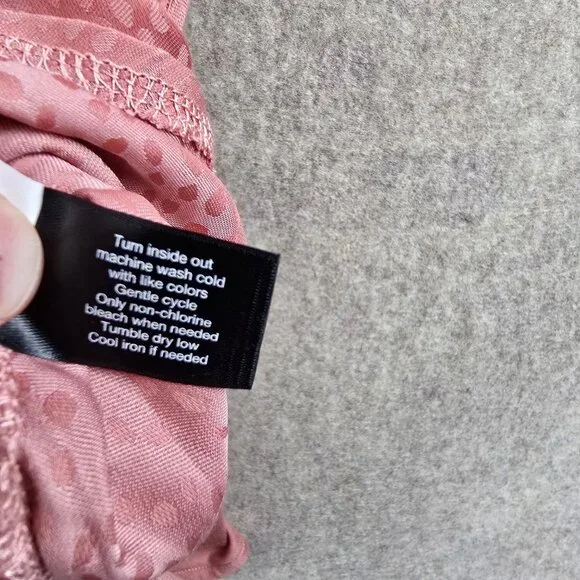 Turn inside out
machine wash cold
with like colors
Gentle cycle
Only non-chlorine
bleach when needed
Tumble dry low
Cool iron if needed